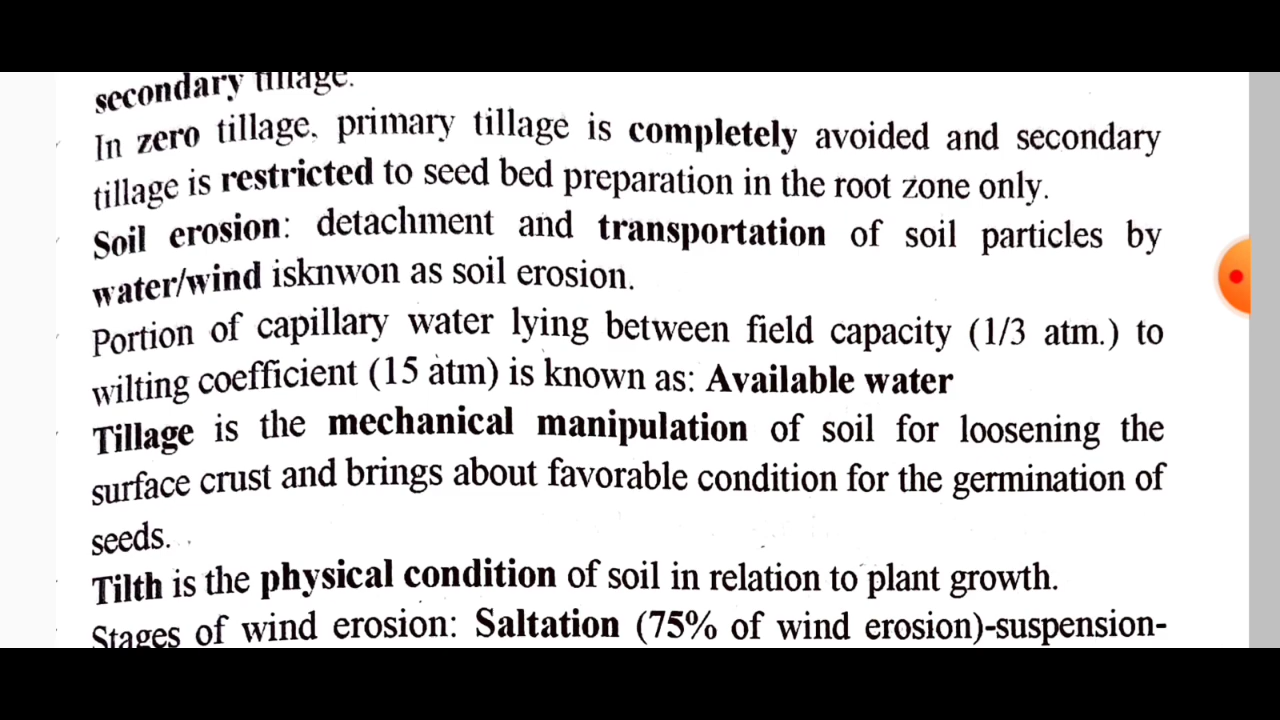 secondary tillage.
In zero tillage, primary tillage is completely avoided and secondary
tillage is restricted to seed bed preparation in the root zone only.
Soil erosion: detachment and transportation of soil particles by
water/wind isknwon as soil erosion.
Portion of capillary water lying between field capacity (1/3 atm.) to
wilting coefficient (15 atm) is known as: Available water
Tillage is the mechanical manipulation of soil for loosening the
surface crust and brings about favorable condition for the germination of
seeds.
Tilth is the physical condition of soil in relation to plant growth.
Stages of wind erosion: Saltation (75% of wind erosion)-suspension-